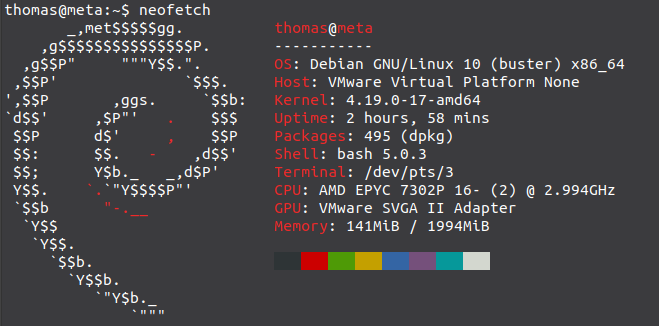 thomas@meta:~$ neofetch
       _,met$$$$$gg.
    ,g$$$$$$$$$$$$$$$P.
  ,g$$P"     """Y$$.".
 ,$$P'              `$$$.
',$$P       ,ggs.     `$$b:
`d$$'     ,$P"'   .    $$$
 $$P      d$'     ,    $$P
 $$:      $$.   -    ,d$$'
 $$;      Y$b._   _,d$P'
 Y$$.    `.`"Y$$$$P"'
 `$$b      "-.__
  `Y$$
   `Y$$.
     `$$b.
       `Y$$b.
          `"Y$b._
              `"""
thomas@meta
-----------
OS: Debian GNU/Linux 10 (buster) x86_64
Host: VMware Virtual Platform None
Kernel: 4.19.0-17-amd64
Uptime: 2 hours, 58 mins
Packages: 495 (dpkg)
Shell: bash 5.0.3
Terminal: /dev/pts/3
CPU: AMD EPYC 7302P 16- (2) @ 2.994GHz
GPU: VMware SVGA II Adapter
Memory: 141MiB / 1994MiB